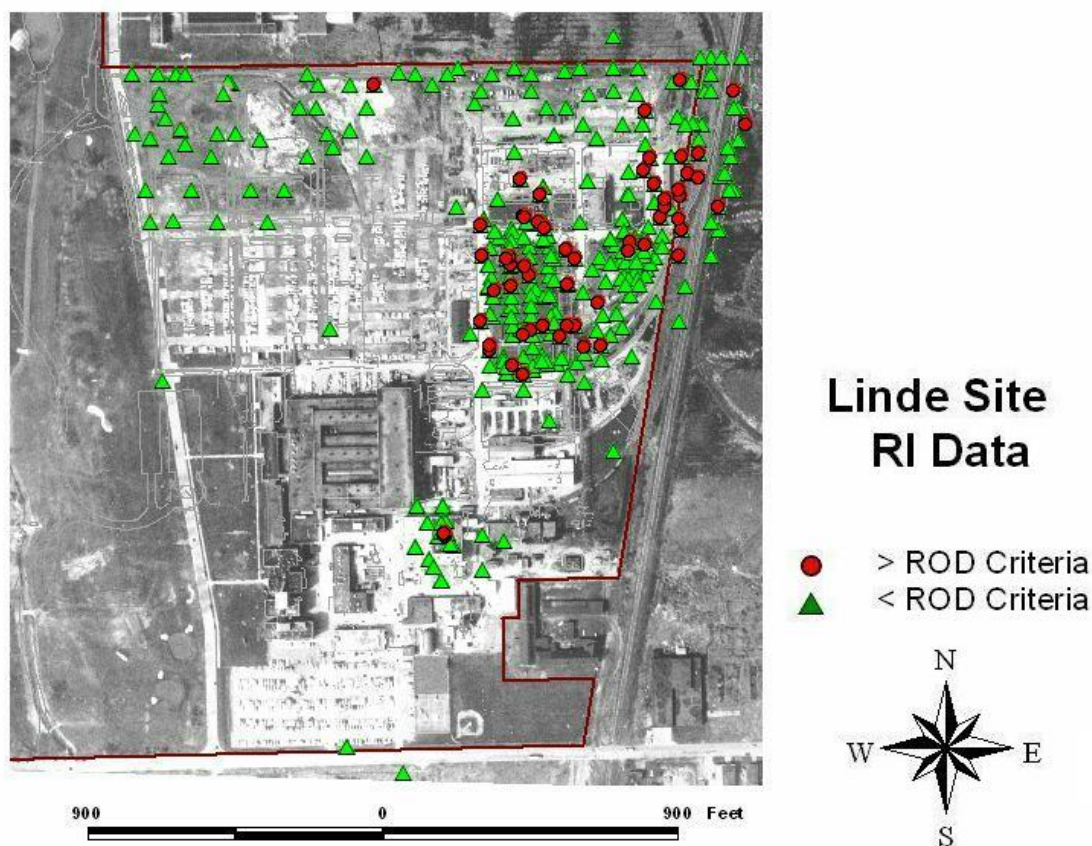 Linde Site
RI Data
> ROD Criteria
< ROD Criteria
N
W E
S
900 0 900 Feet